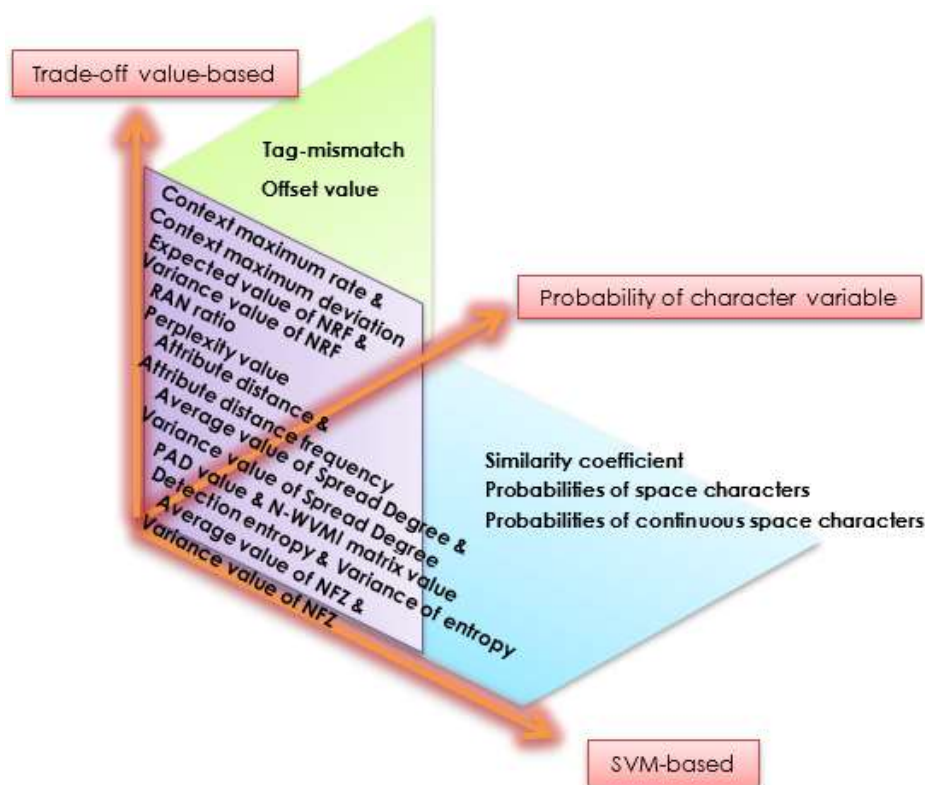 Trade-off value-based
Tag-mismatch
Offset value
Context maximum rate &
Context maximum deviation
Expected value of NRF &
Variance value of NRF
RAN ratio
Perplexity value
Attribute distance &
Attribute distance frequency
Average value of Spread Degree &
Variance value of Spread Degree
PAD value & N-WVMI matrix value
Detection entropy & Variance of entropy
Average value of NFZ &
Variance value of NFZ
Probability of character variable
Similarity coefficient
Probabilities of space characters
Probabilities of continuous space characters
SVM-based